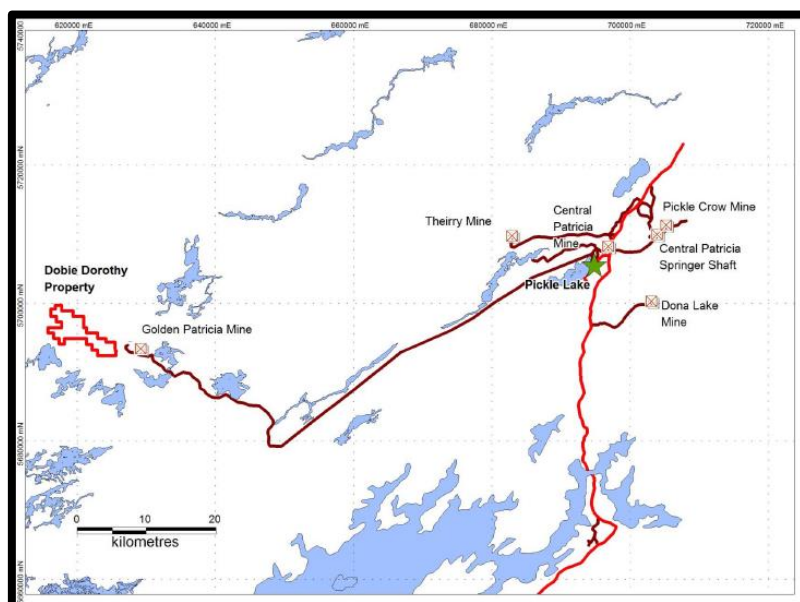 620000 mE
640000 mE
660000 mE
680000 mE
700000 mE
720000 mE
5740000 mN
5720000 mN
5700000 mN
5680000 mN
5660000 mN
Theirry Mine
Central
Patricia
Mine
Pickle Crow Mine
Central Patricia
Springer Shaft
Pickle Lake
Dona Lake
Mine
Dobie Dorothy
Property
Golden Patricia Mine
0 10 20
kilometres